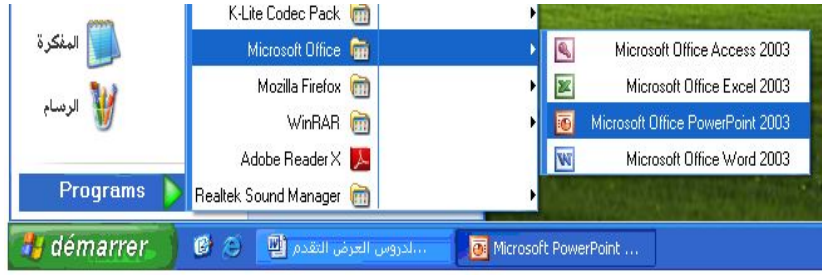 المفكرة
الرسام
Programs
K-Lite Codec Pack
Microsoft Office
Mozilla Firefox
WinRAR
Adobe Reader X
Realtek Sound Manager
Microsoft Office Access 2003
Microsoft Office Excel 2003
Microsoft Office PowerPoint 2003
Microsoft Office Word 2003
démarrer
لدروس العرض التقدم...
Microsoft PowerPoint ...